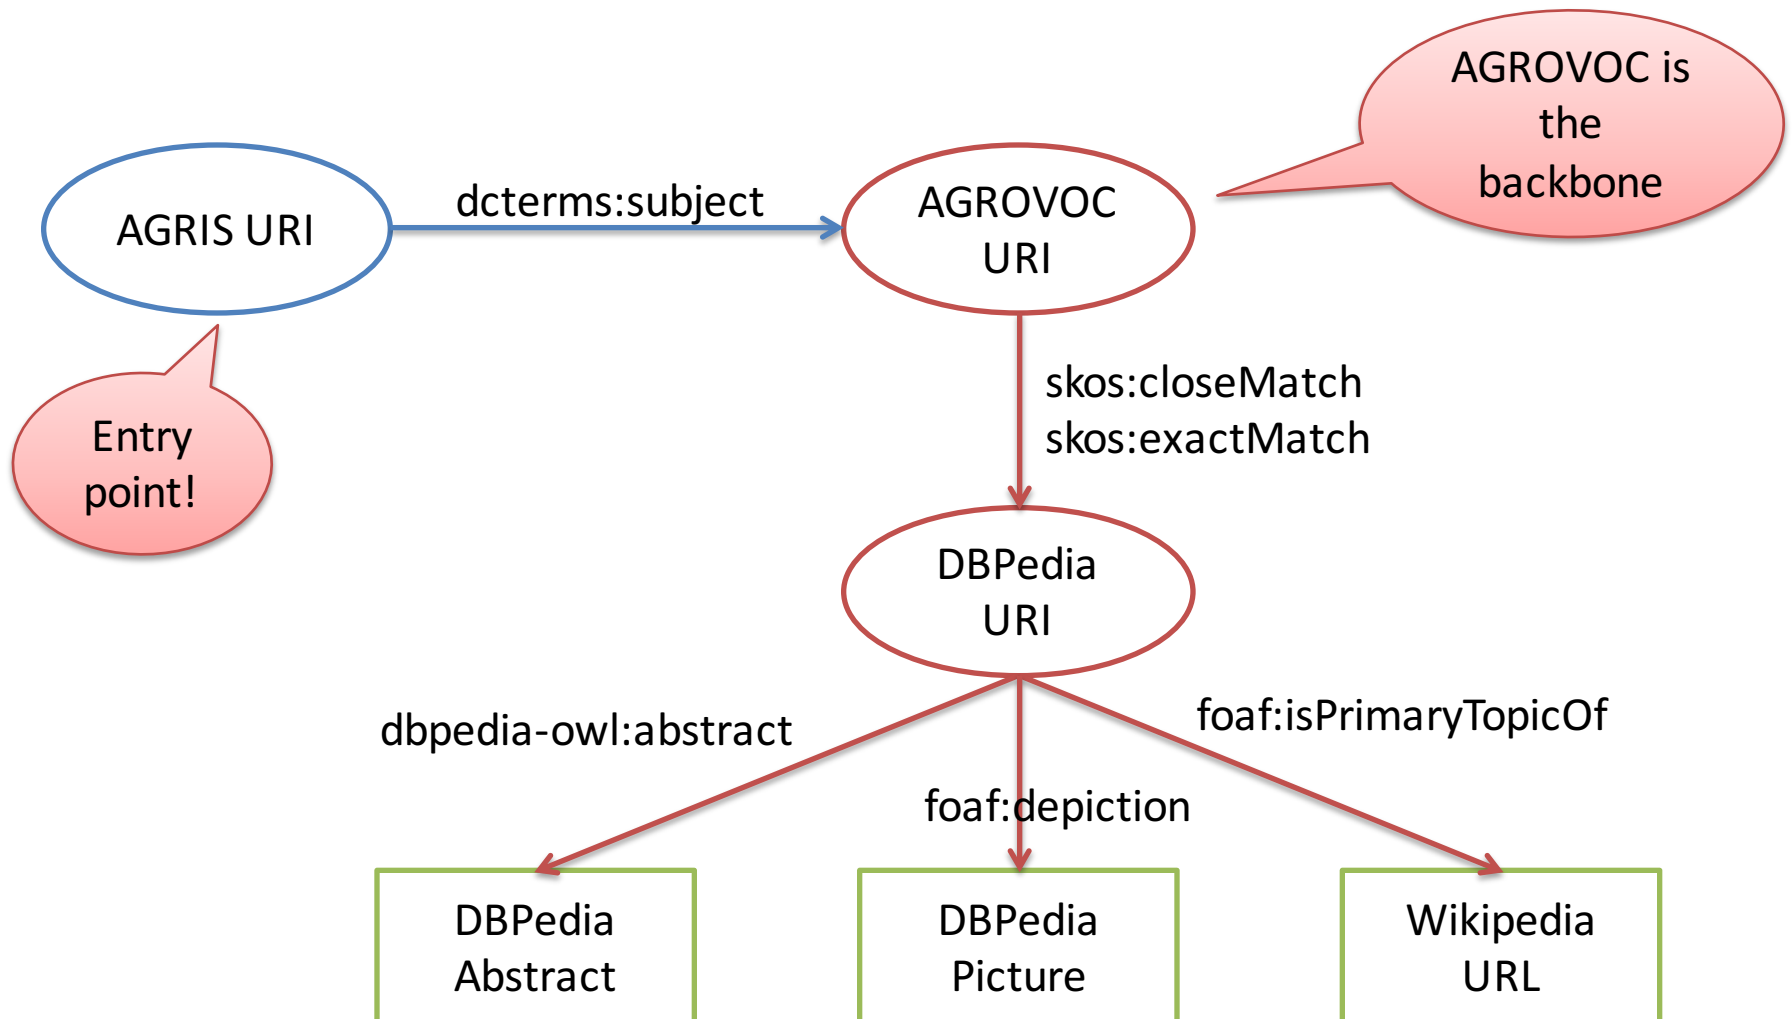 AGROVOC is
the
backbone
AGRIS URI
dcterms:subject
AGROVOC
URI
Entry
point!
skos:closeMatch
skos:exactMatch
DBPedia
URI
dbpedia-owl:abstract
foaf:depiction
foaf:isPrimaryTopicOf
DBPedia
Abstract
DBPedia
Picture
Wikipedia
URL